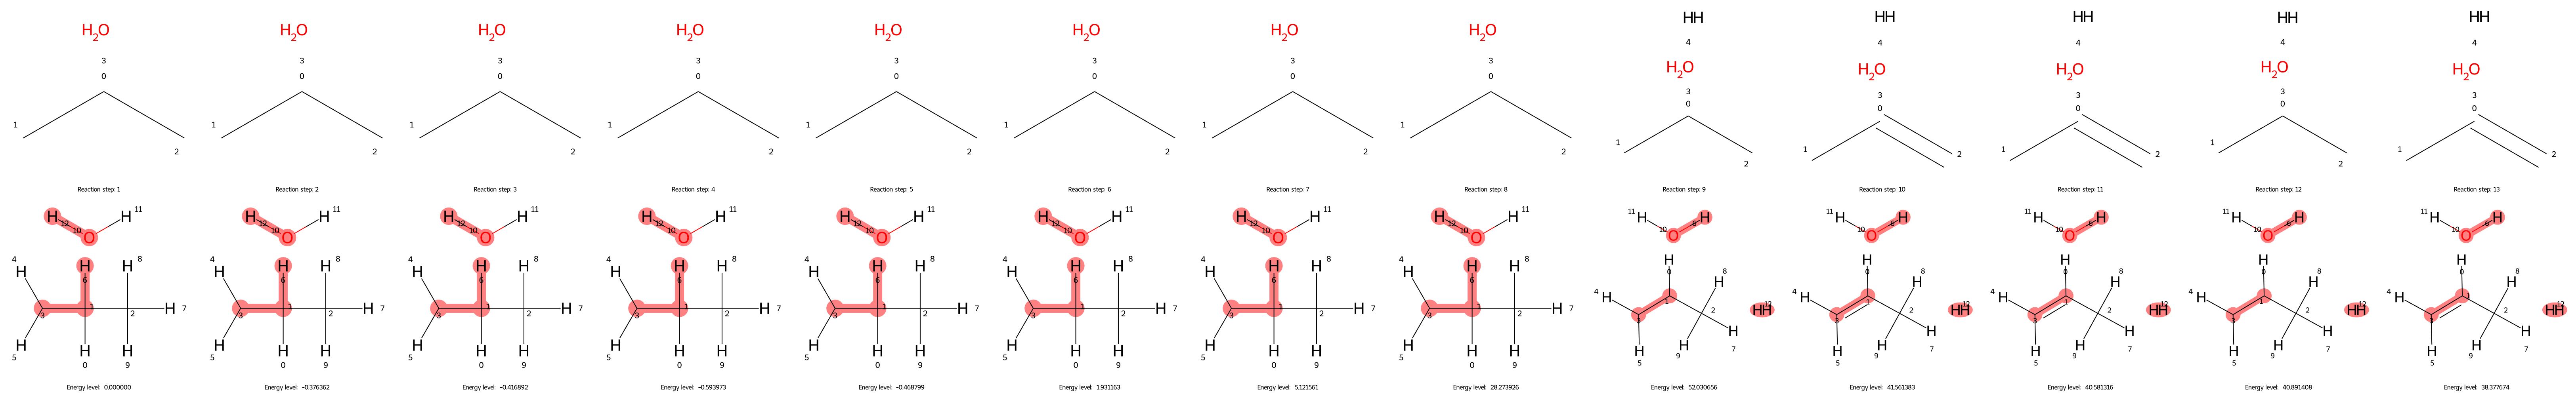 H₂O
3
0
1
2
Reaction step: 1
H H 11
12
10 O
4 H H 8
H 6
3 1 2 H 7
H H H
5 0 9
Energy level: 0.000000
H₂O
3
0
1
2
Reaction step: 2
H H 11
12
10 O
4 H H 8
H 6
3 1 2 H 7
H H H
5 0 9
Energy level: -0.376362
H₂O
3
0
1
2
Reaction step: 3
H H 11
12
10 O
4 H H 8
H 6
3 1 2 H 7
H H H
5 0 9
Energy level: -0.416892
H₂O
3
0
1
2
Reaction step: 4
H H 11
12
10 O
4 H H 8
H 6
3 1 2 H 7
H H H
5 0 9
Energy level: -0.593973
H₂O
3
0
1
2
Reaction step: 5
H H 11
12
10 O
4 H H 8
H 6
3 1 2 H 7
H H H
5 0 9
Energy level: -0.468799
H₂O
3
0
1
2
Reaction step: 6
H H 11
12
10 O
4 H H 8
H 6
3 1 2 H 7
H H H
5 0 9
Energy level: 1.931163
H₂O
3
0
1
2
Reaction step: 7
H H 11
12
10 O
4 H H 8
H 6
3 1 2 H 7
H H H
5 0 9
Energy level: 5.121561
H₂O
3
0
1
2
Reaction step: 8
H H 11
12
10 O
4 H H 8
H 6
3 1 2 H 7
H H H
5 0 9
Energy level: 28.273926
HH
4
H₂O
3
0
1
2
Reaction step: 9
11 H 6 H
10 O
H
0 8
4 H 1 H 12
3 2 HH
H H H
5 9 7
Energy level: 52.030656
HH
4
H₂O
3
0
1 2
Reaction step: 10
11 H 6 H
10 O
H
0 8
4 H 1 H 12
3 2 HH
H H H
5 9 7
Energy level: 41.561383
HH
4
H₂O
3
0
1 2
Reaction step: 11
11 H 6 H
10 O
H
0 8
4 H 1 H 12
3 2 HH
H H H
5 9 7
Energy level: 40.581316
HH
4
H₂O
3
0
1
2
Reaction step: 12
11 H 6 H
10 O
H
0 8
4 H 1 H 12
3 2 HH
H H H
5 9 7
Energy level: 40.891408
HH
4
H₂O
3
0
1 2
Reaction step: 13
11 H 6 H
10 O
H
0 8
4 H 1 H 12
3 2 HH
H H H
5 9 7
Energy level: 38.377674